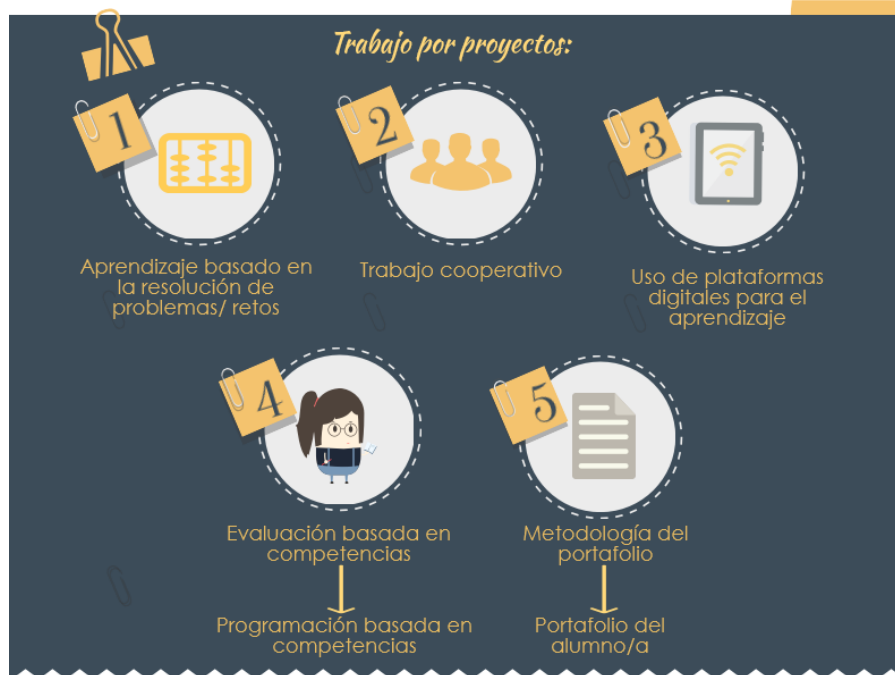 Trabajo por proyectos:
1
2
3
Aprendizaje basado en
la resolución de
problemas/ retos
Trabajo cooperativo
Uso de plataformas
digitales para el
aprendizaje
4
5
Evaluación basada en
competencias
Programación basada en
competencias
Metodología del
portafolio
Portafolio del
alumno/a